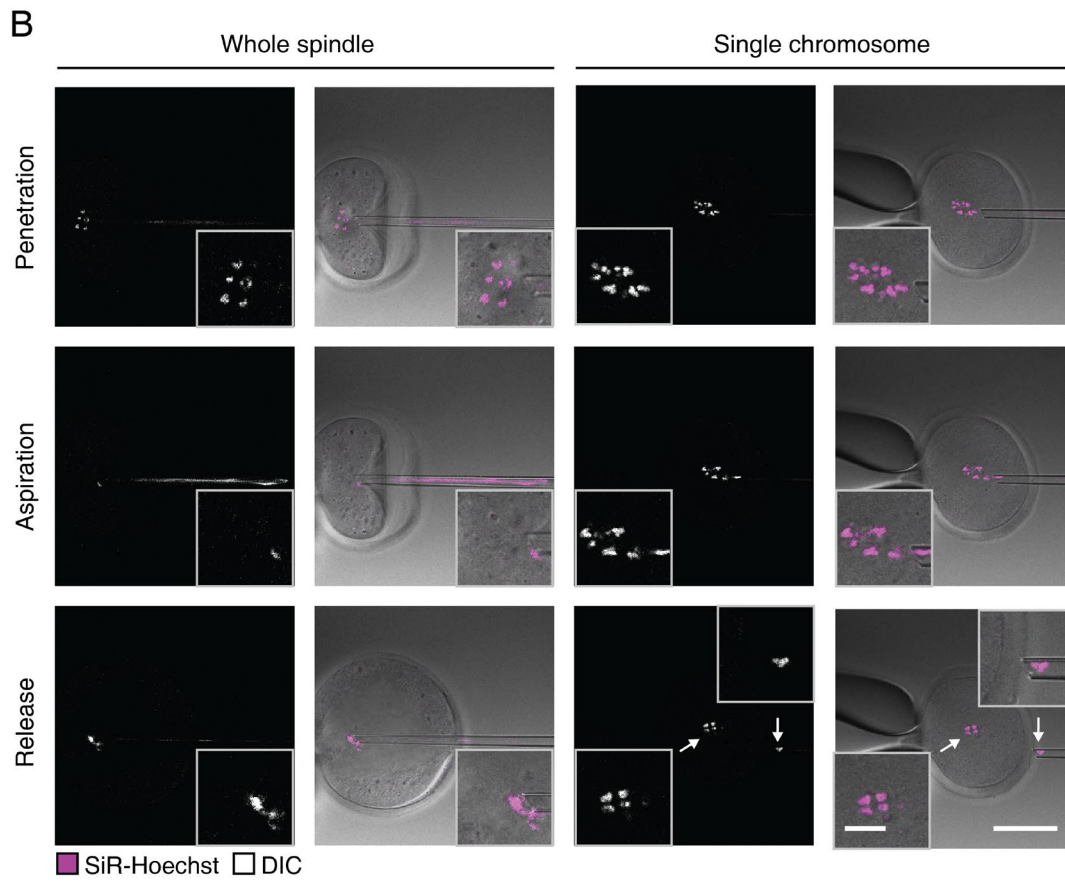 B
Whole spindle
Single chromosome
Penetration
Aspiration
Release
SiR-Hoechst
DIC